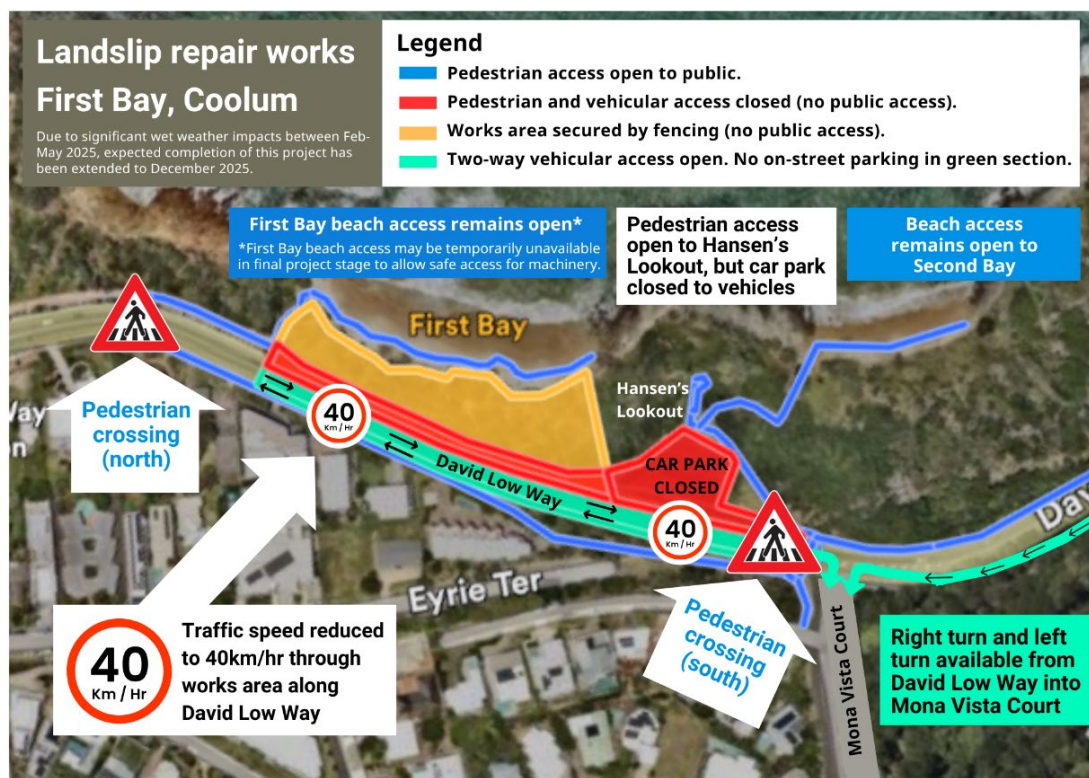 Landslip repair works
First Bay, Coolum
Due to significant wet weather impacts between Feb-
May 2025, expected completion of this project has
been extended to December 2025.
Legend
Pedestrian access open to public.
Pedestrian and vehicular access closed (no public access).
Works area secured by fencing (no public access).
Two-way vehicular access open. No on-street parking in green section.
First Bay beach access remains open*
*First Bay beach access may be temporarily unavailable
in final project stage to allow safe access for machinery.
Pedestrian access
open to Hansen's
Lookout, but car park
closed to vehicles
Beach access
remains open to
Second Bay
First Bay
Hansen's
Lookout
Way
n
Pedestrian
crossing
(north)
40
Km / Hr
David Low Way
CAR PARK
CLOSED
40
Km / Hr
Da
Eyrie Ter
Pedestrian
crossing
(south)
Mona Vista Court
40
Km / Hr
Traffic speed reduced
to 40km/hr through
works area along
David Low Way
Right turn and left
turn available from
David Low Way into
Mona Vista Court